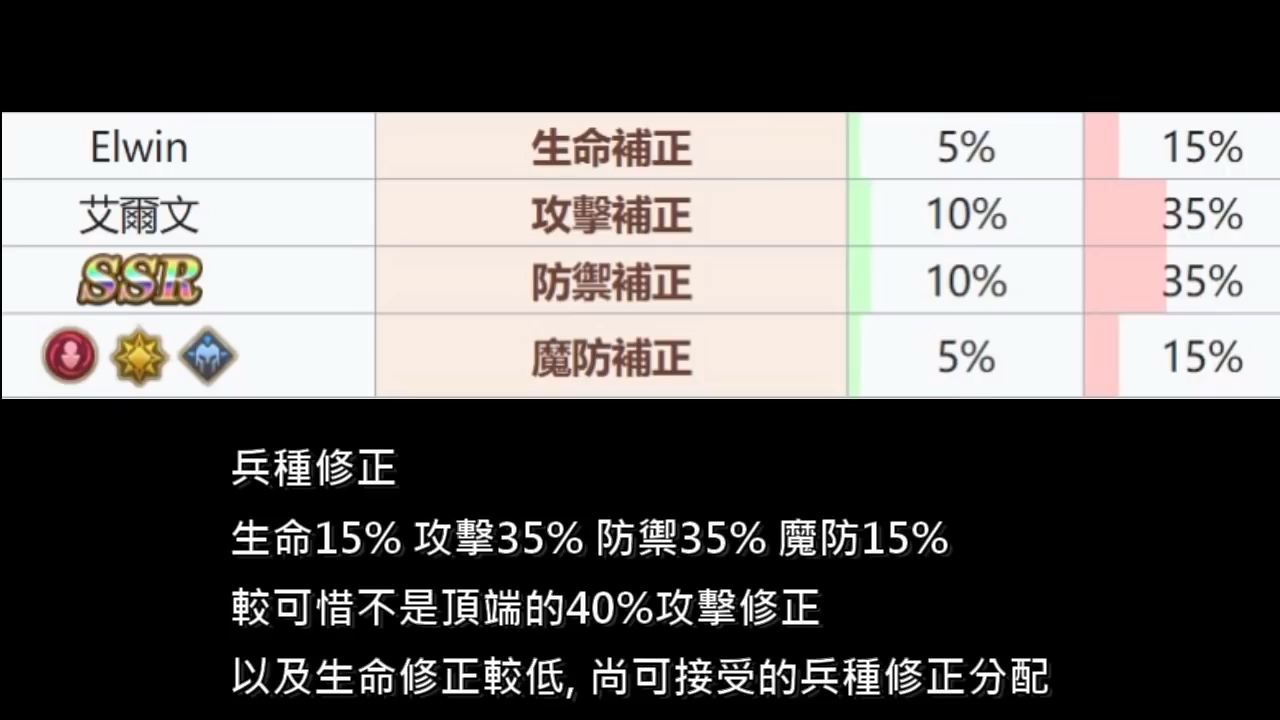 Elwin 生命補正 5% 15%
艾爾文 攻擊補正 10% 35%
SSR 防禦補正 10% 35%
魔防補正 5% 15%
兵種修正
生命15% 攻擊35% 防禦35% 魔防15%
較可惜不是頂端的40%攻擊修正
以及生命修正較低, 尚可接受的兵種修正分配